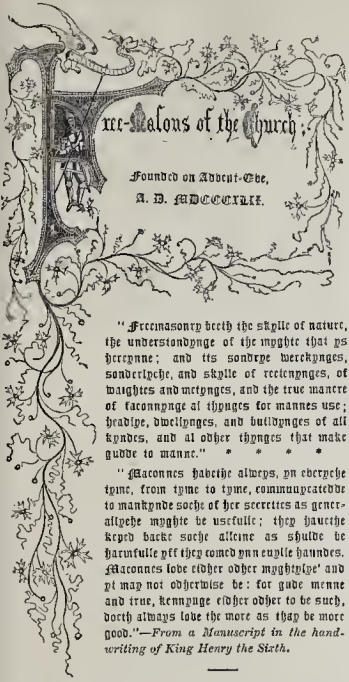 Free-Masons of the Church;
Founded on Advent-Eve,
A. D. MDCCCXLII.
"Freemasonry beeth the skylle of nature,
the understondynge of the myghte that ys
hereynne; and its sondrye werckynges,
sonderlyche, and skylle of rectenynges, of
waightes and metynges, and the true manere
of faconnynge al thynges for mannes use;
headlye, dwellynges, and buildynges of all
kyndes, and al odher thynges that make
gudde to manne." * * * *
"Maconnes habethe alweys, yn everyche
tyme, from tyme to tyme, communycatedde
to mankynde soche of her secrettes as gener-
allyche myghte be usefulle; they hauethe
keped backe soche alleine as shulde be
harmfulle yff they comed ynn euylle haundes.
Maconnes love eidher odher myghtylye' and
yt may not odherwise be: for gude menne
and true, kennynge eidher odher to be such,
doeth always love the more as thay be more
good."—From a Manuscript in the hand-
writing of King Henry the Sixth.